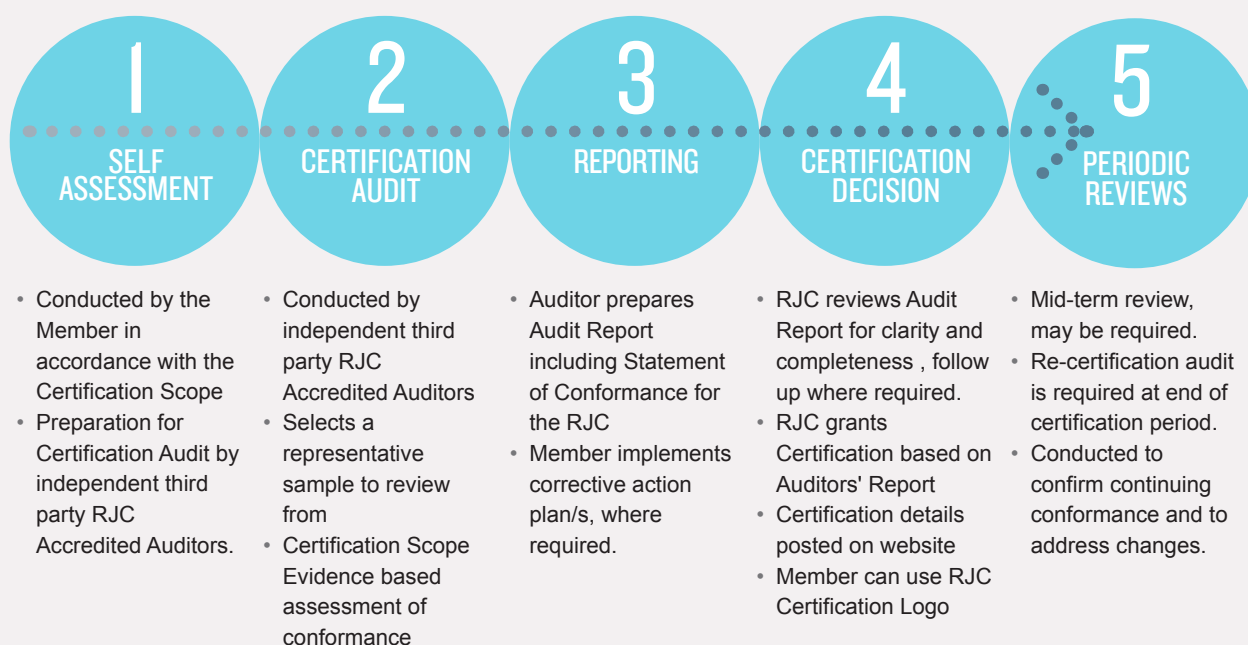 1
SELF
ASSESSMENT
• Conducted by the
Member in
accordance with the
Certification Scope
• Preparation for
Certification Audit by
independent third
party RJC
Accredited Auditors.
2
CERTIFICATION
AUDIT
• Conducted by
independent third
party RJC
Accredited Auditors
• Selects a
representative
sample to review
from
• Certification Scope
Evidence based
assessment of
conformance
3
REPORTING
• Auditor prepares
Audit Report
including Statement
of Conformance for
the RJC
• Member implements
corrective action
plan/s, where
required.
4
CERTIFICATION
DECISION
• RJC reviews Audit
Report for clarity and
completeness , follow
up where required.
• RJC grants
Certification based on
Auditors' Report
• Certification details
posted on website
• Member can use RJC
Certification Logo
5
PERIODIC
REVIEWS
• Mid-term review,
may be required.
• Re-certification audit
is required at end of
certification period.
• Conducted to
confirm continuing
conformance and to
address changes.